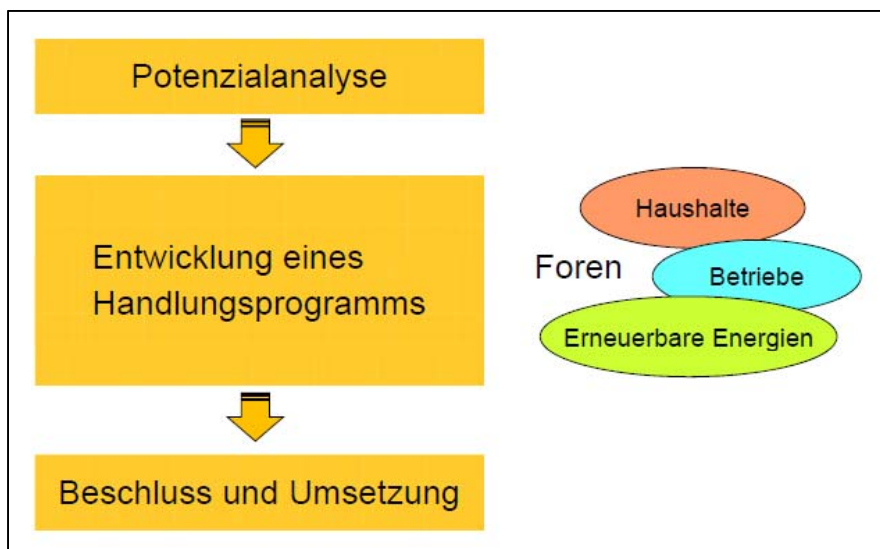 Potenzialanalyse
Entwicklung eines
Handlungsprogramms
Beschluss und Umsetzung
Foren
Haushalte
Betriebe
Erneuerbare Energien